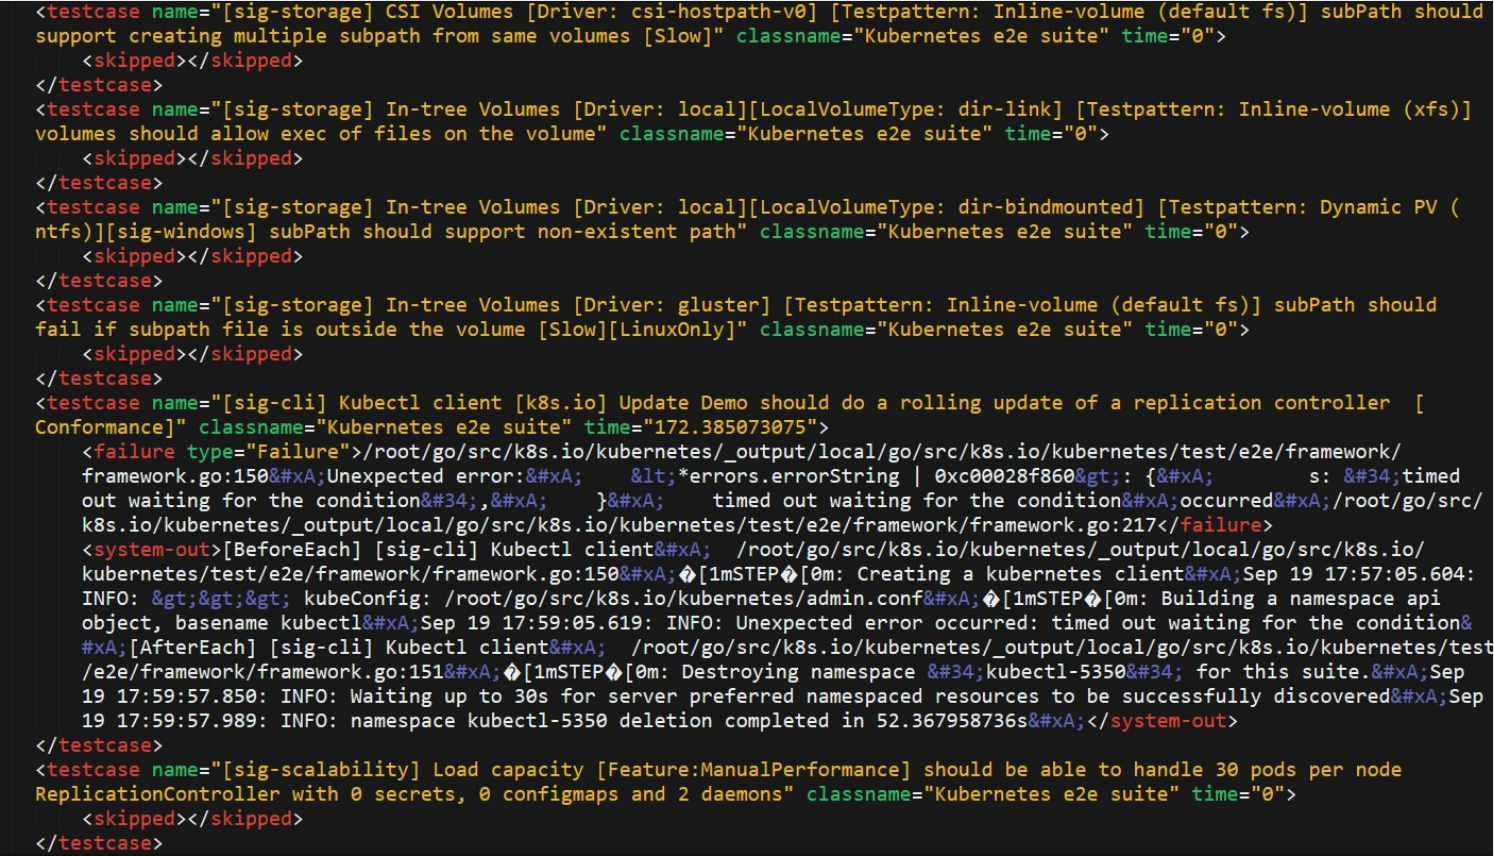 <testcase name="[sig-storage] CSI Volumes [Driver: csi-hostpath-v0] [Testpattern: Inline-volume (default fs)] subPath should
support creating multiple subpath from same volumes [Slow]" classname="Kubernetes e2e suite" time="0">
<skipped></skipped>
</testcase>
<testcase name="[sig-storage] In-tree Volumes [Driver: local][LocalVolumeType: dir-link] [Testpattern: Inline-volume (xfs)]
volumes should allow exec of files on the volume" classname="Kubernetes e2e suite" time="0">
<skipped></skipped>
</testcase>
<testcase name="[sig-storage] In-tree Volumes [Driver: local][LocalVolumeType: dir-bindmounted] [Testpattern: Dynamic PV (
ntfs)][sig-windows] subPath should support non-existent path" classname="Kubernetes e2e suite" time="0">
<skipped></skipped>
</testcase>
<testcase name="[sig-storage] In-tree Volumes [Driver: gluster] [Testpattern: Inline-volume (default fs)] subPath should
fail if subpath file is outside the volume [Slow][LinuxOnly]" classname="Kubernetes e2e suite" time="0">
<skipped></skipped>
</testcase>
<testcase name="[sig-cli] Kubectl client [k8s.io] Update Demo should do a rolling update of a replication controller  [
Conformance]" classname="Kubernetes e2e suite" time="172.385073075">
<failure type="Failure">/root/go/src/k8s.io/kubernetes/_output/local/go/src/k8s.io/kubernetes/test/e2e/framework/
framework.go:150&#xA;Unexpected error:&#xA;    &lt;*errors.errorString | 0xc00028f860&gt;: {&#xA;        s: &#34;timed
out waiting for the condition&#34;,&#xA;    }&#xA;    timed out waiting for the condition&#xA;occurred&#xA;/root/go/src/
k8s.io/kubernetes/_output/local/go/src/k8s.io/kubernetes/test/e2e/framework/framework.go:217</failure>
<system-out>[BeforeEach] [sig-cli] Kubectl client&#xA;  /root/go/src/k8s.io/kubernetes/_output/local/go/src/k8s.io/
kubernetes/test/e2e/framework/framework.go:150&#xA;�[1mSTEP�[0m: Creating a kubernetes client&#xA;Sep 19 17:57:05.604:
INFO: &gt;&gt;&gt; kubeConfig: /root/go/src/k8s.io/kubernetes/admin.conf&#xA;�[1mSTEP�[0m: Building a namespace api
object, basename kubectl&#xA;Sep 19 17:59:05.619: INFO: Unexpected error occurred: timed out waiting for the condition&
#xA;[AfterEach] [sig-cli] Kubectl client&#xA;  /root/go/src/k8s.io/kubernetes/_output/local/go/src/k8s.io/kubernetes/test
/e2e/framework/framework.go:151&#xA;�[1mSTEP�[0m: Destroying namespace &#34;kubectl-5350&#34; for this suite.&#xA;Sep
19 17:59:57.850: INFO: Waiting up to 30s for server preferred namespaced resources to be successfully discovered&#xA;Sep
19 17:59:57.989: INFO: namespace kubectl-5350 deletion completed in 52.367958736s&#xA;</system-out>
</testcase>
<testcase name="[sig-scalability] Load capacity [Feature:ManualPerformance] should be able to handle 30 pods per node
ReplicationController with 0 secrets, 0 configmaps and 2 daemons" classname="Kubernetes e2e suite" time="0">
<skipped></skipped>
</testcase>